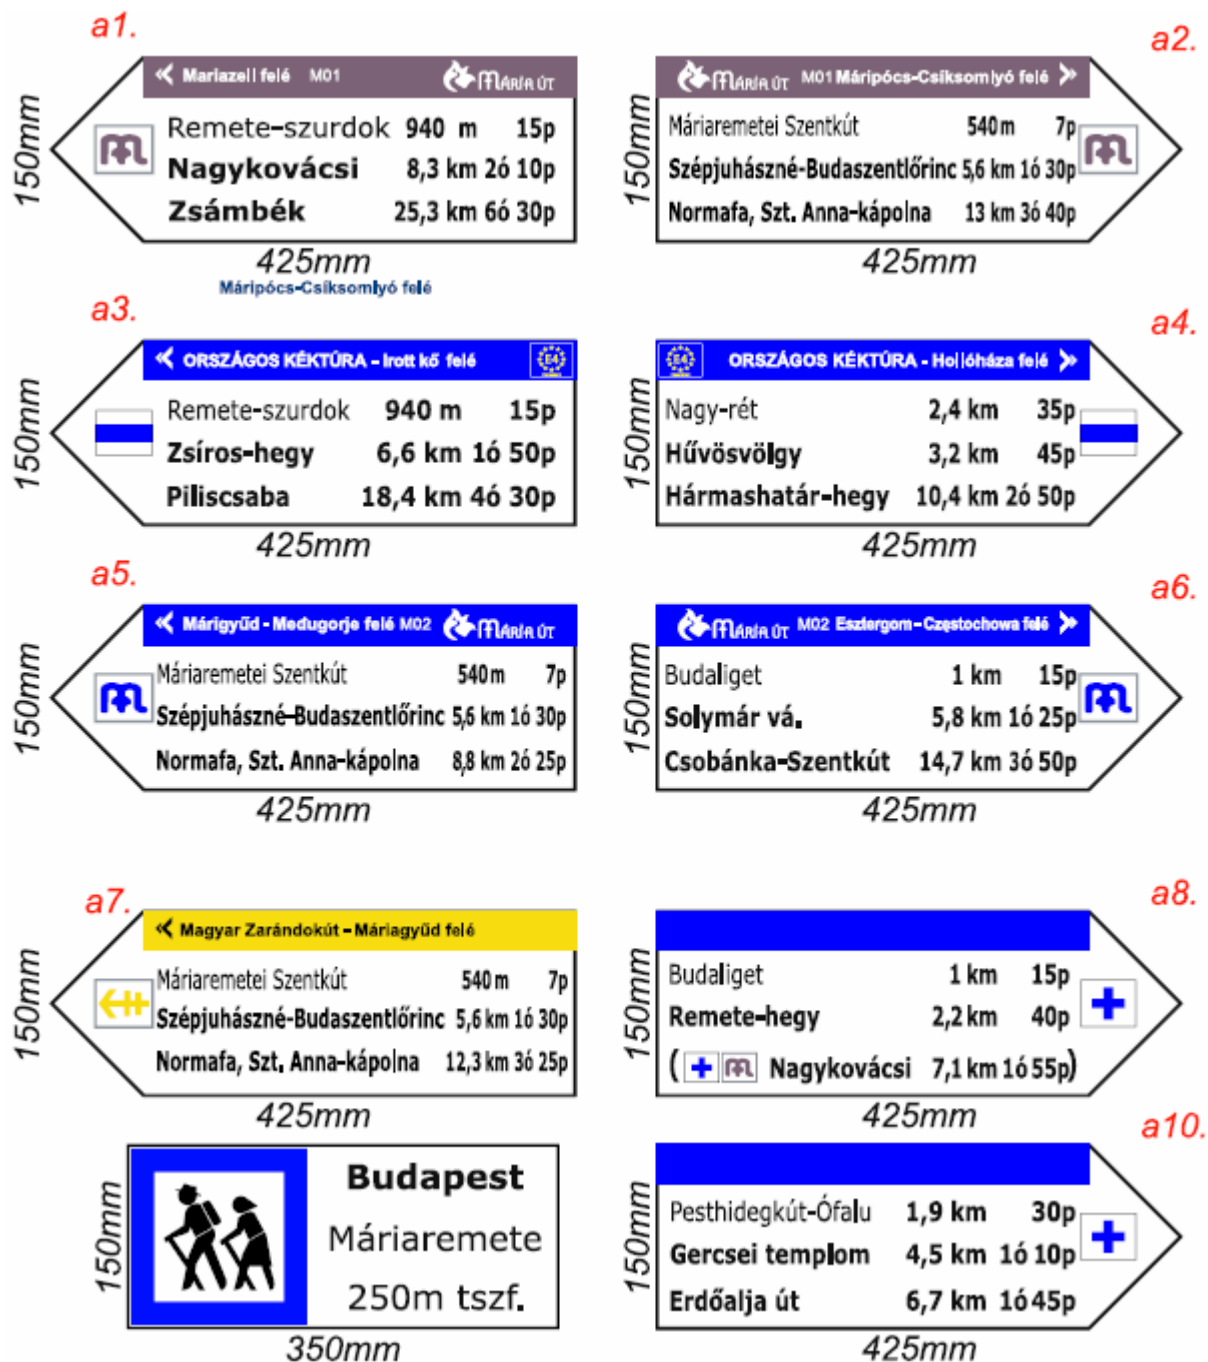 a1.
« Mariazell felé M01 MÁRIA ÚT
Remete-szurdok 940 m 15p
Nagykovácsi 8,3 km 2ó 10p
Zsámbék 25,3 km 6ó 30p
150mm
425mm
Máripócs-Csíksomlyó felé
a2.
MÁRIA ÚT M01 Máripócs-Csíksomlyó felé »
Máriaremetei Szentkút 540 m 7p
Szépjuhászné-Budaszentlőrinc 5,6 km 1ó 30p
Normafa, Szt. Anna-kápolna 13 km 3ó 40p
150mm
425mm
a3.
« ORSZÁGOS KÉKTÚRA - Irott kő felé E4
Remete-szurdok 940 m 15p
Zsíros-hegy 6,6 km 1ó 50p
Piliscsaba 18,4 km 4ó 30p
150mm
425mm
a4.
E4 ORSZÁGOS KÉKTÚRA - Hollóháza felé »
Nagy-rét 2,4 km 35p
Hűvösvölgy 3,2 km 45p
Hármashatár-hegy 10,4 km 2ó 50p
150mm
425mm
a5.
« Márigyűd - Medugorje felé M02 MÁRIA ÚT
Máriaremetei Szentkút 540 m 7p
Szépjuhászné-Budaszentlőrinc 5,6 km 1ó 30p
Normafa, Szt. Anna-kápolna 8,8 km 2ó 25p
150mm
425mm
a6.
MÁRIA ÚT M02 Esztergom-Częstochowa felé »
Budaliget 1 km 15p
Solymár vá. 5,8 km 1ó 25p
Csobánka-Szentkút 14,7 km 3ó 50p
150mm
425mm
a7.
« Magyar Zarándokút - Máriagyűd felé
Máriaremetei Szentkút 540 m 7p
Szépjuhászné-Budaszentlőrinc 5,6 km 1ó 30p
Normafa, Szt. Anna-kápolna 12,3 km 3ó 25p
150mm
425mm
a8.
Budaliget 1 km 15p
Remete-hegy 2,2 km 40p
( Nagykovácsi 7,1 km 1ó 55p)
150mm
425mm
Budapest
Máriaremete
250m tszf.
150mm
350mm
a10.
Pesthidegkút-Ófalu 1,9 km 30p
Gercsei templom 4,5 km 1ó 10p
Erdőalja út 6,7 km 1ó 45p
150mm
425mm